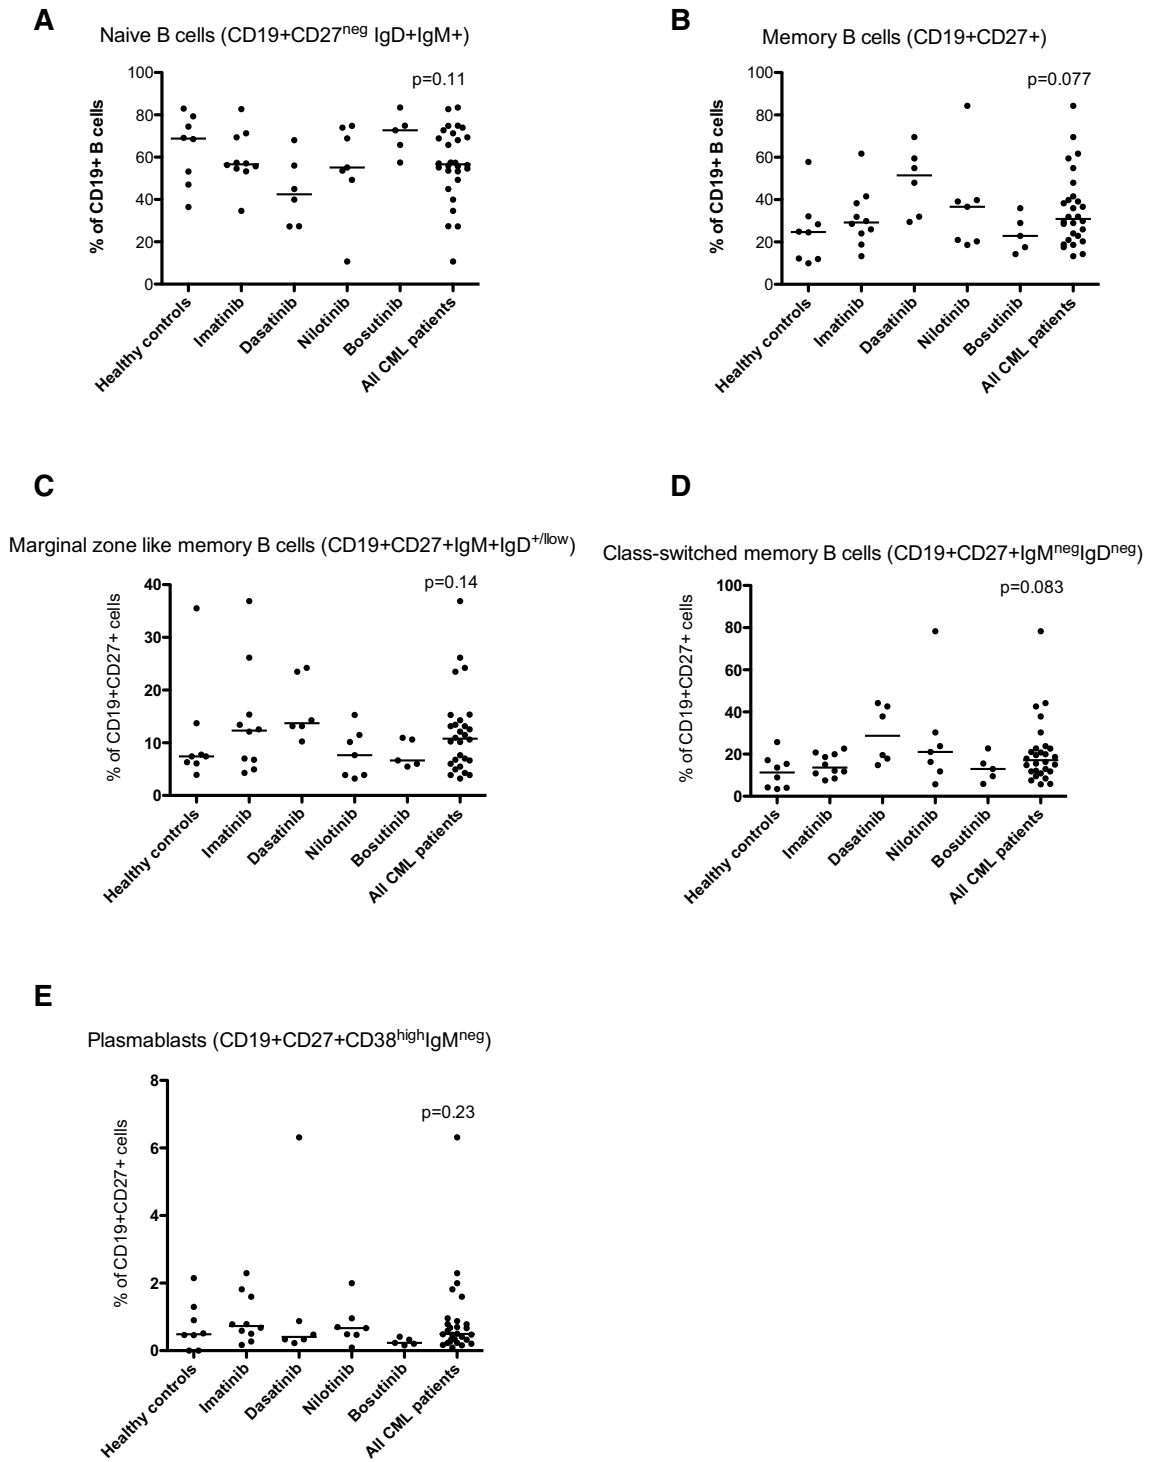 A
Naive B cells (CD19+CD27neg IgD+IgM+)
p=0.11
% of CD19+ B cells
100
80
60
40
20
0
Healthy controls
Imatinib
Dasatinib
Nilotinib
Bosutinib
All CML patients
B
Memory B cells (CD19+CD27+)
p=0.077
% of CD19+ B cells
100
80
60
40
20
0
Healthy controls
Imatinib
Dasatinib
Nilotinib
Bosutinib
All CML patients
C
Marginal zone like memory B cells (CD19+CD27+IgM+IgD+/llow)
p=0.14
% of CD19+CD27+ cells
40
30
20
10
0
Healthy controls
Imatinib
Dasatinib
Nilotinib
Bosutinib
All CML patients
D
Class-switched memory B cells (CD19+CD27+IgMnegIgDneg)
p=0.083
% of CD19+CD27+ cells
100
80
60
40
20
0
Healthy controls
Imatinib
Dasatinib
Nilotinib
Bosutinib
All CML patients
E
Plasmablasts (CD19+CD27+CD38highIgMneg)
p=0.23
% of CD19+CD27+ cells
8
6
4
2
0
Healthy controls
Imatinib
Dasatinib
Nilotinib
Bosutinib
All CML patients